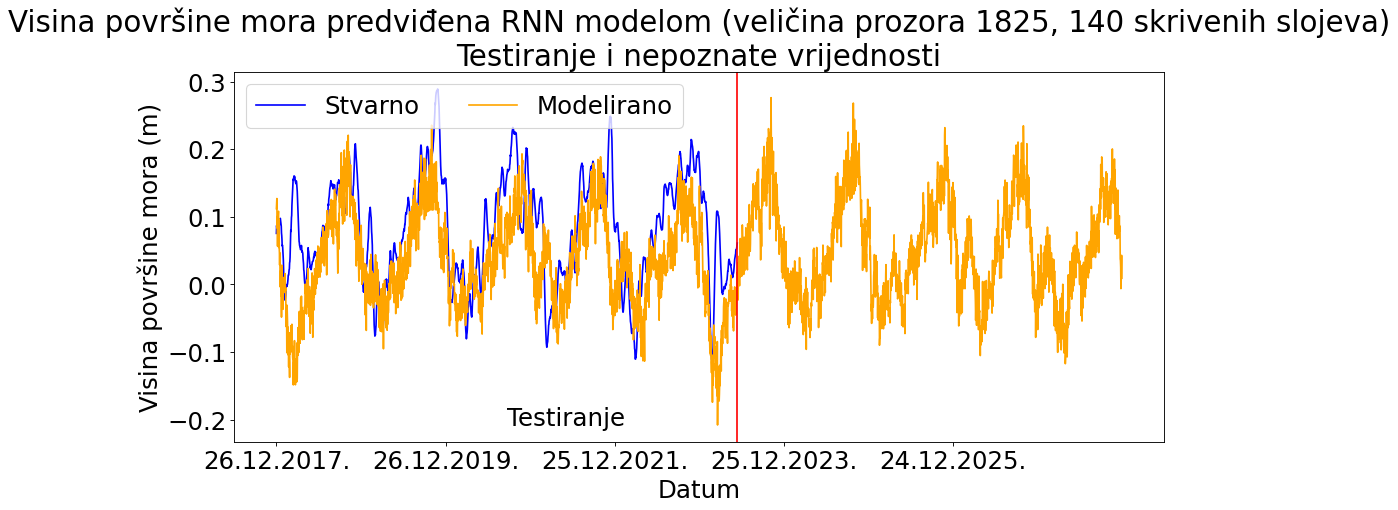 Visina površine mora predviđena RNN modelom (veličina prozora 1825, 140 skrivenih slojeva)
Testiranje i nepoznate vrijednosti
Stvarno Modelirano
Visina površine mora (m)
0.3
0.2
0.1
0.0
−0.1
−0.2
Testiranje
26.12.2017. 26.12.2019. 25.12.2021. 25.12.2023. 24.12.2025.
Datum